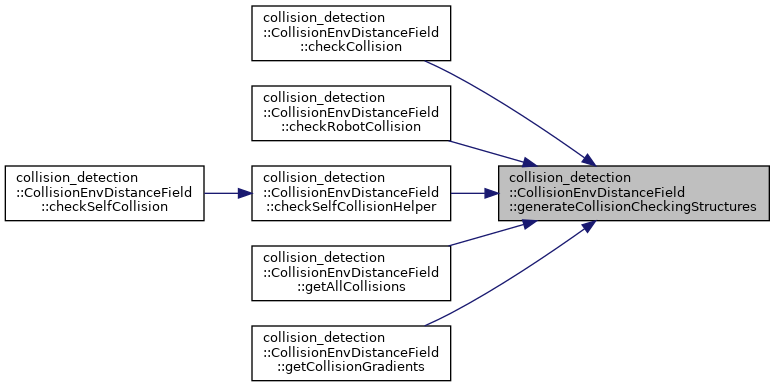 collision_detection
::CollisionEnvDistanceField
::checkCollision
collision_detection
::CollisionEnvDistanceField
::checkRobotCollision
collision_detection
::CollisionEnvDistanceField
::checkSelfCollision
collision_detection
::CollisionEnvDistanceField
::checkSelfCollisionHelper
collision_detection
::CollisionEnvDistanceField
::generateCollisionCheckingStructures
collision_detection
::CollisionEnvDistanceField
::getAllCollisions
collision_detection
::CollisionEnvDistanceField
::getCollisionGradients